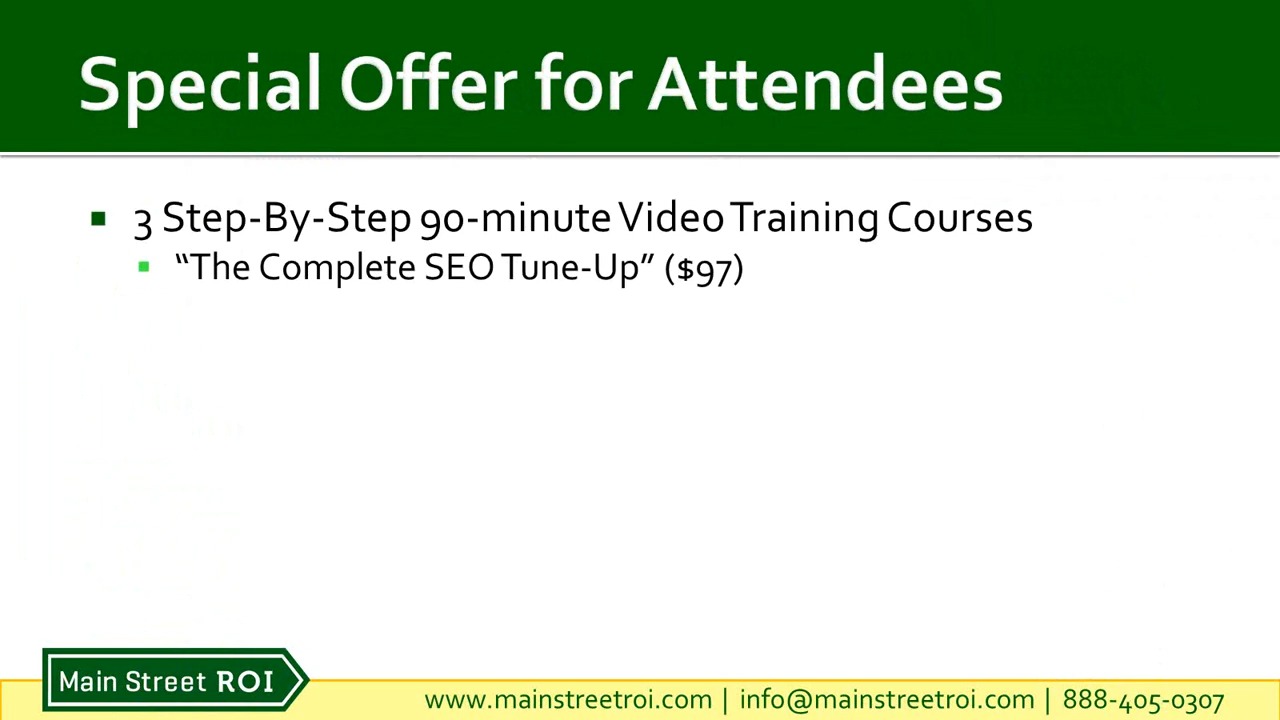 Special Offer for Attendees
3 Step-By-Step 90-minute Video Training Courses
“The Complete SEO Tune-Up” ($97)
Main Street ROI
www.mainstreetroi.com | info@mainstreetroi.com | 888-405-0307